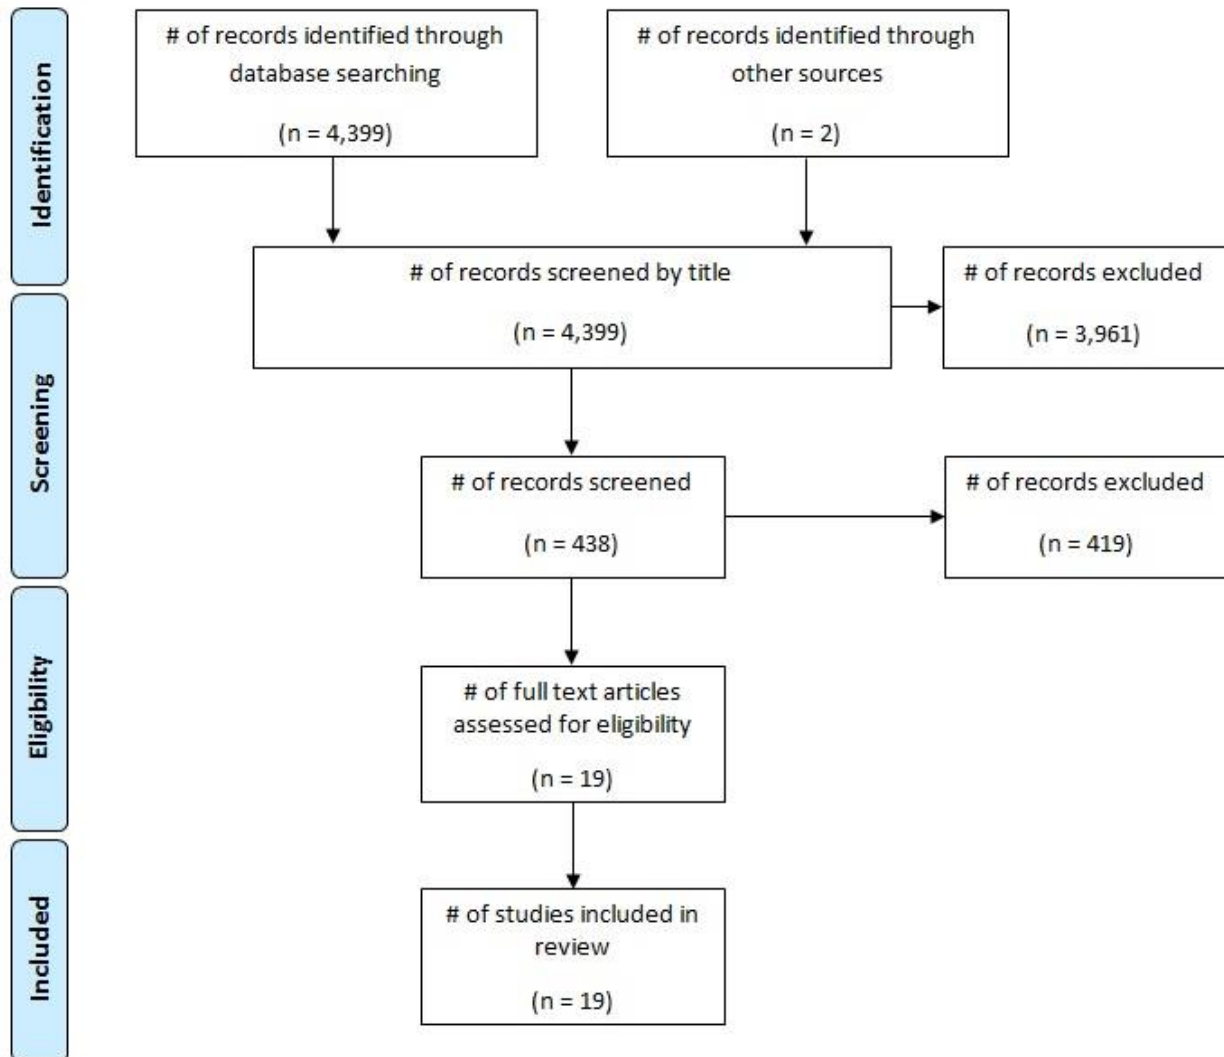 Identification
# of records identified through
database searching
(n = 4,399)
# of records identified through
other sources
(n = 2)
# of records screened by title
(n = 4,399)
# of records excluded
(n = 3,961)
Screening
# of records screened
(n = 438)
# of records excluded
(n = 419)
Eligibility
# of full text articles
assessed for eligibility
(n = 19)
Included
# of studies included in
review
(n = 19)